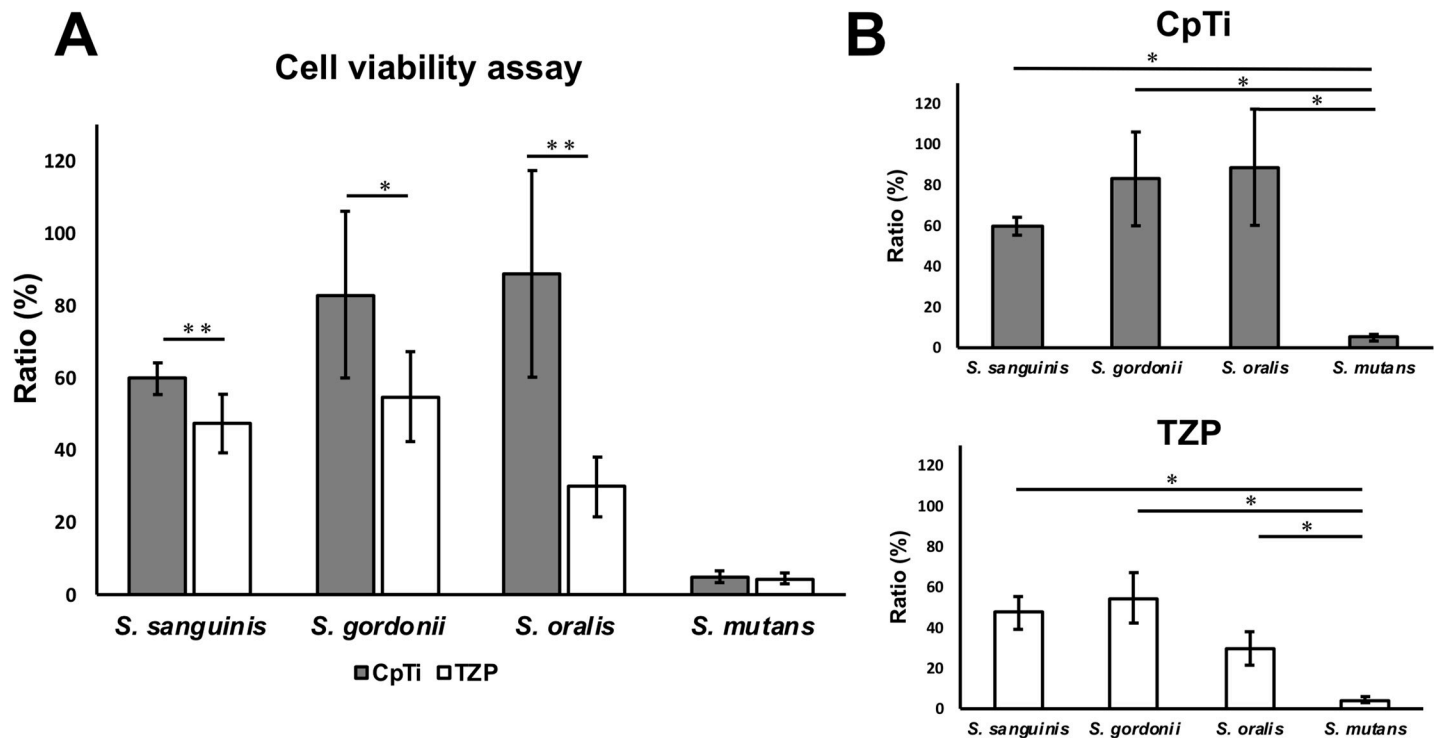 A
Cell viability assay
Ratio (%)
120
100
80
60
40
20
0
**
*
**
S. sanguinis S. gordonii S. oralis S. mutans
CpTi TZP
B
CpTi
*
*
*
Ratio (%)
120
100
80
60
40
20
0
S. sanguinis S. gordonii S. oralis S. mutans
TZP
*
*
*
Ratio (%)
120
100
80
60
40
20
0
S. sanguinis S. gordonii S. oralis S. mutans